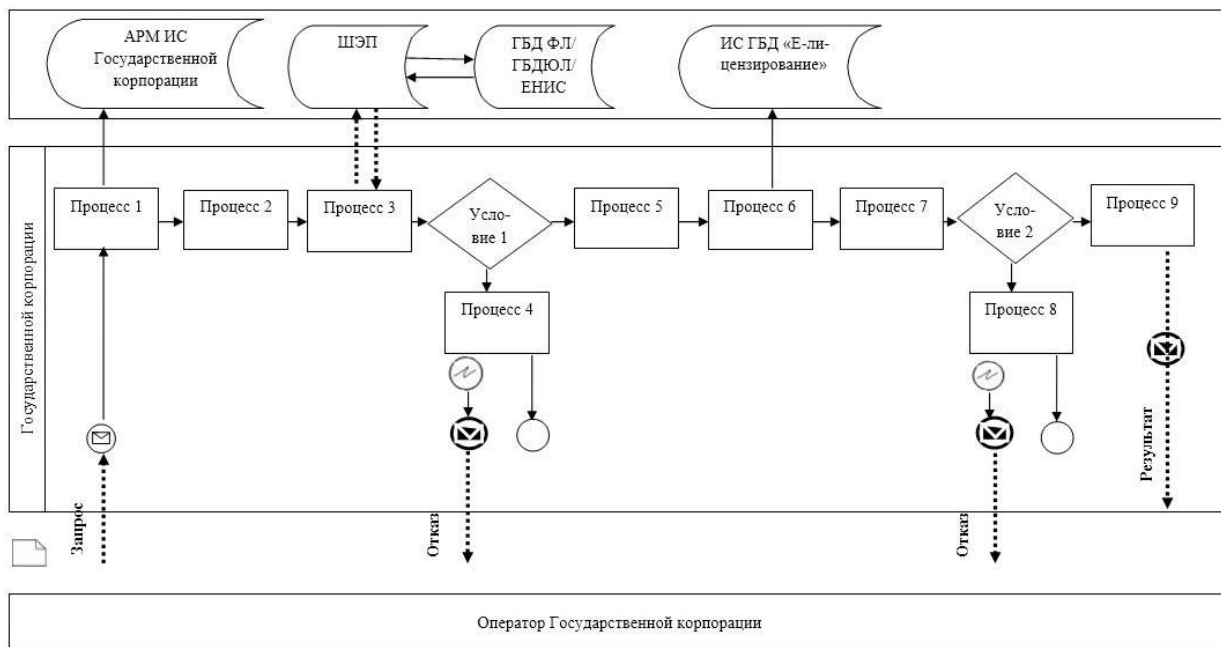 АРМ ИС
Государственной
корпорации
ШЭП
ГБД ФЛ/
ГБДЮЛ/
ЕНИС
ИС ГБД «Е-ли-
цензирование»
Государственной корпорации
Процесс 1
Процесс 2
Процесс 3
Усло-
вие 1
Процесс 5
Процесс 6
Процесс 7
Усло-
вие 2
Процесс 9
Процесс 4
Процесс 8
Запрос
Отказ
Отказ
Результат
Оператор Государственной корпорации